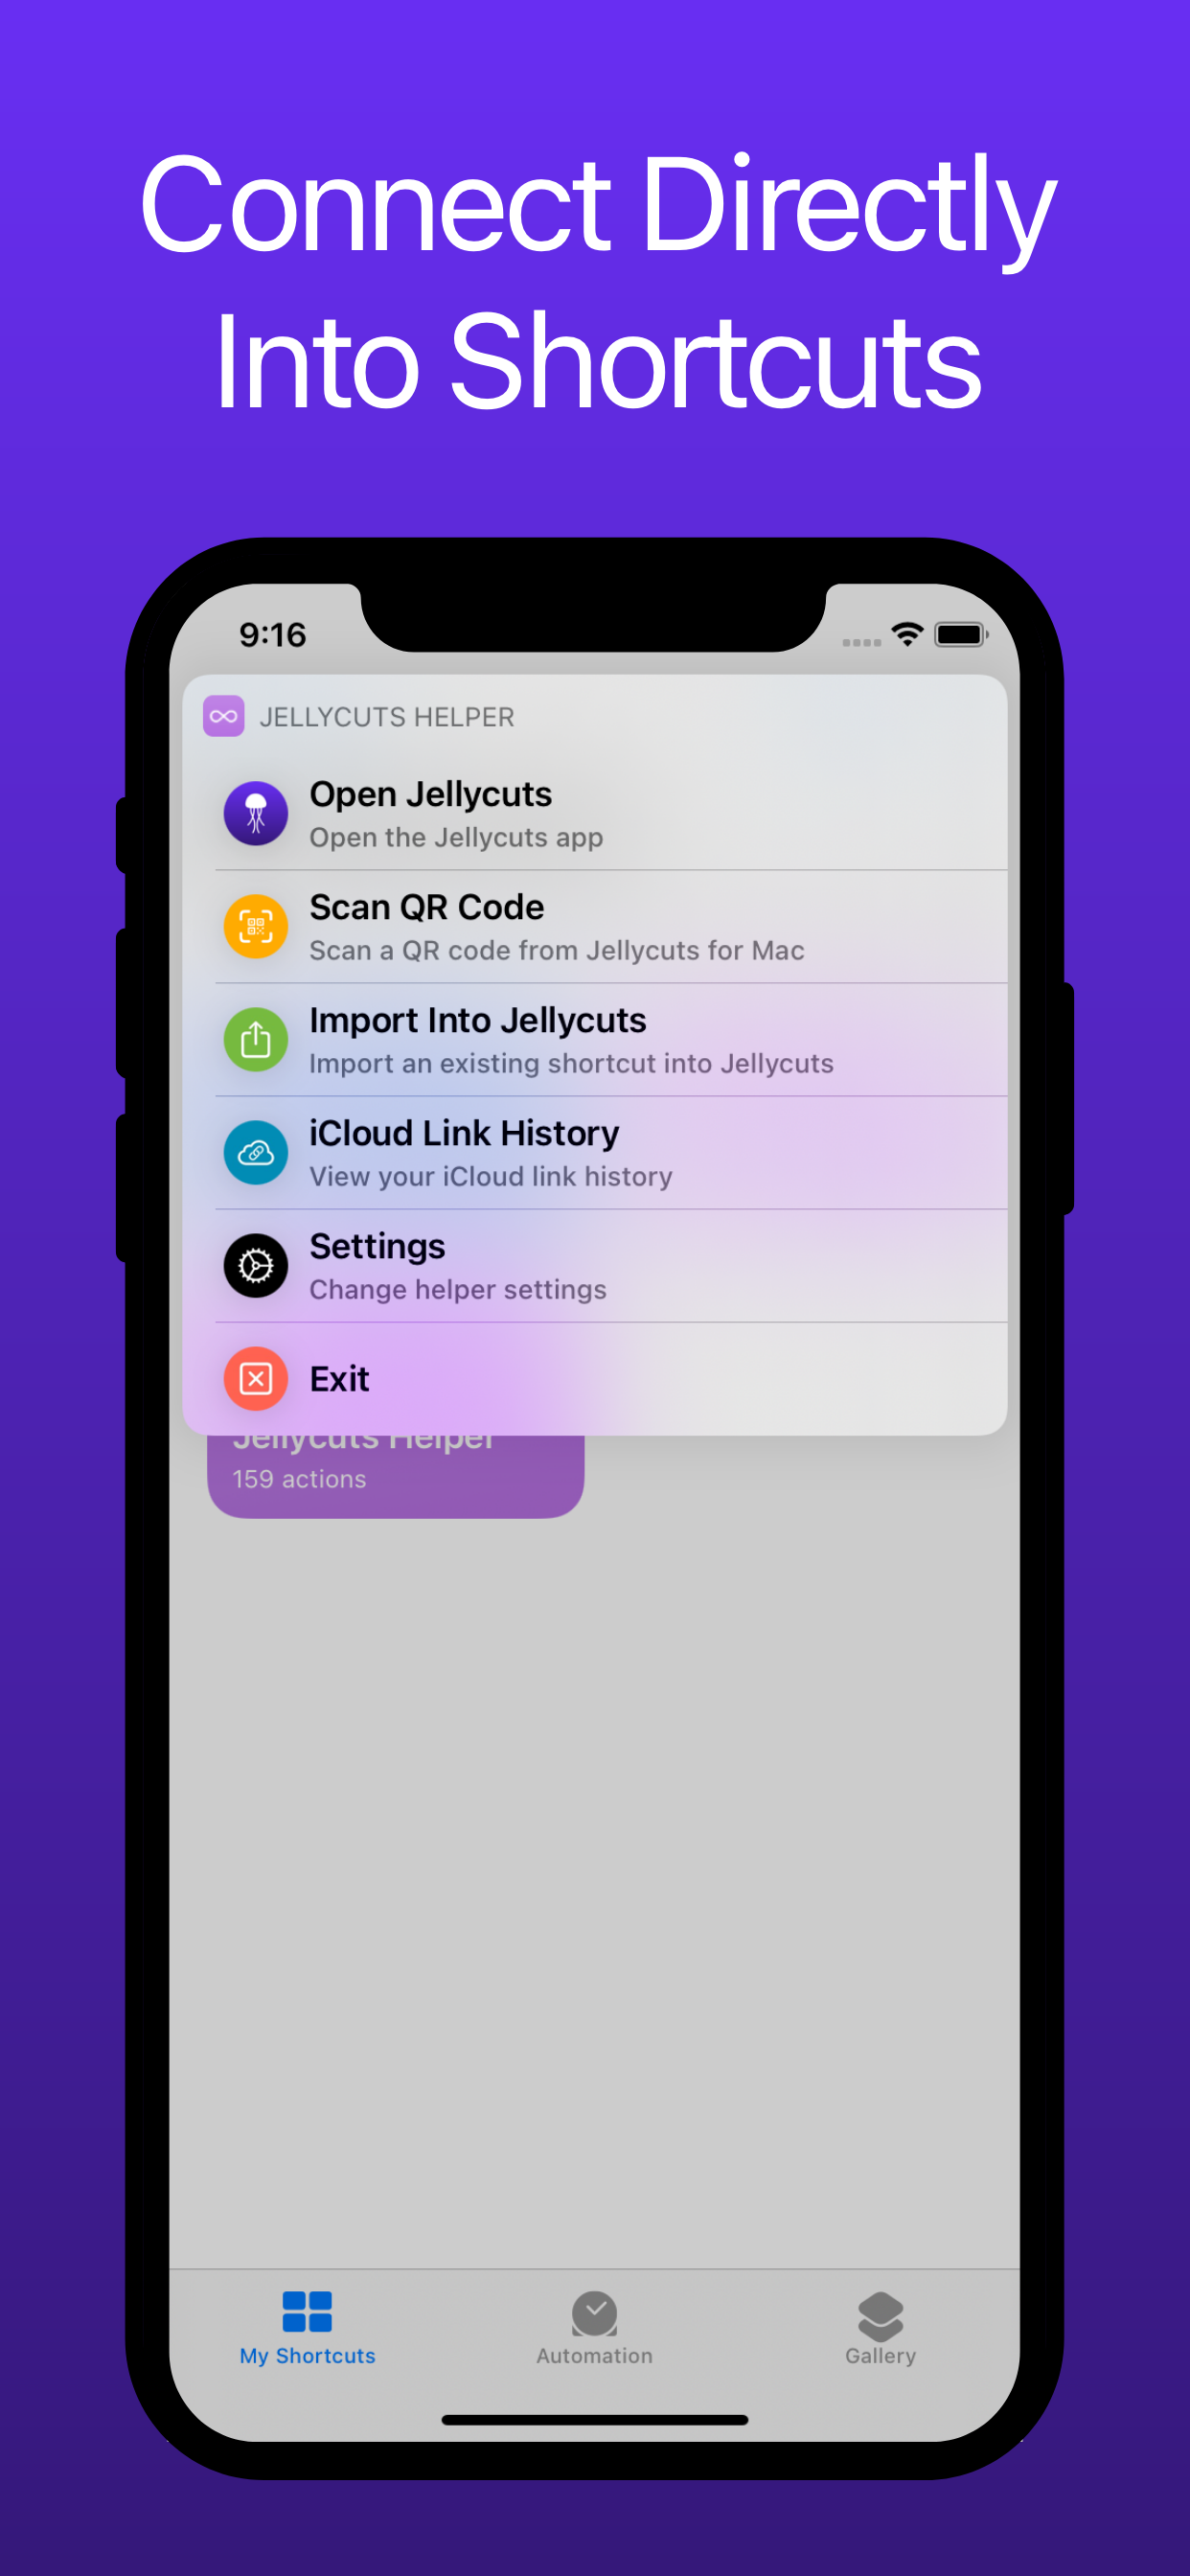 Connect Directly
Into Shortcuts
9:16
JELLYCUTS HELPER
Open Jellycuts
Open the Jellycuts app
Scan QR Code
Scan a QR code from Jellycuts for Mac
Import Into Jellycuts
Import an existing shortcut into Jellycuts
iCloud Link History
View your iCloud link history
Settings
Change helper settings
Exit
Jellycuts Helper
159 actions
My Shortcuts
Automation
Gallery